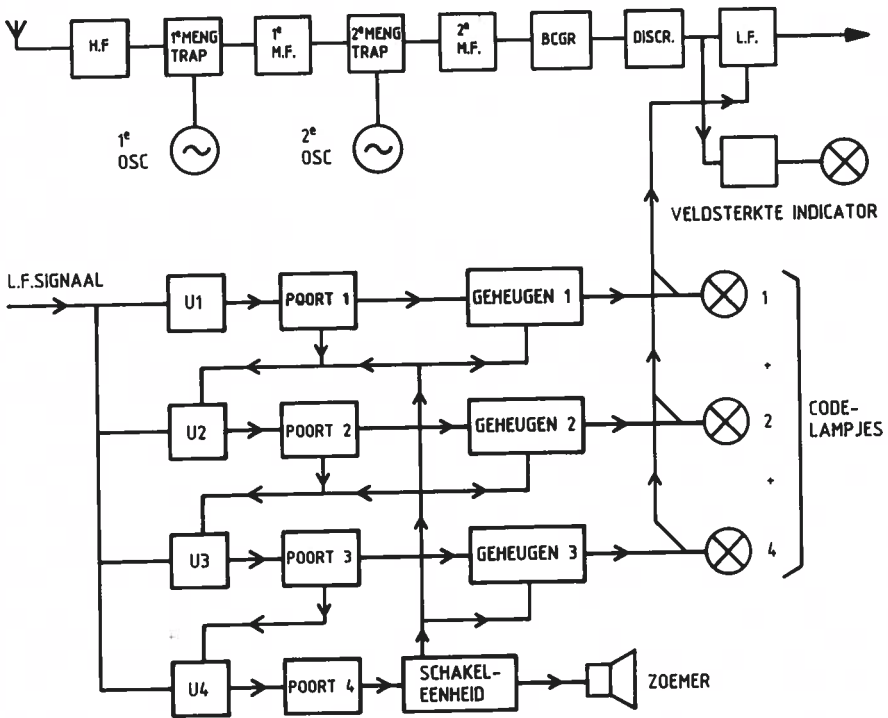 H.F
1e MENG
TRAP
1e
M.F.
2e MENG
TRAP
2e
M.F.
BCGR
DISCR.
L.F.
1e
OSC
2e
OSC
VELDSTERKTE INDICATOR
L.F. SIGNAAL
U1
POORT 1
GEHEUGEN 1
1
+
U2
POORT 2
GEHEUGEN 2
2
CODE-
LAMPJES
+
U3
POORT 3
GEHEUGEN 3
4
U4
POORT 4
SCHAKEL-
EENHEID
ZOEMER